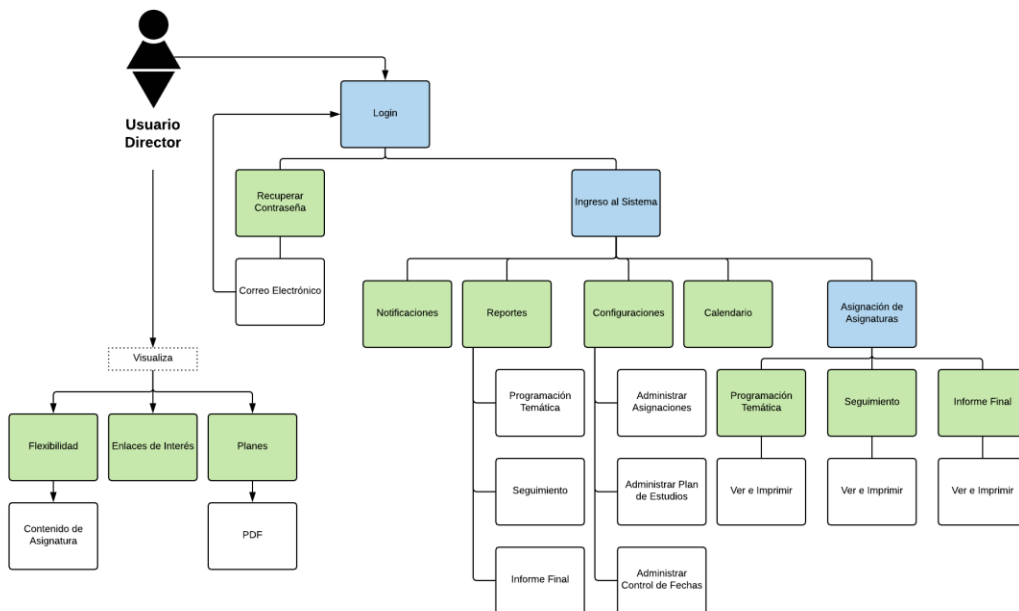 Usuario
Director
Login
Recuperar
Contraseña
Ingreso al Sistema
Correo Electrónico
Notificaciones
Reportes
Configuraciones
Calendario
Asignación de
Asignaturas
Visualiza
Programación
Temática
Administrar
Asignaciones
Programación
Temática
Seguimiento
Informe Final
Flexibilidad
Enlaces de Interés
Planes
Seguimiento
Administrar Plan
de Estudios
Ver e Imprimir
Ver e Imprimir
Ver e Imprimir
Contenido de
Asignatura
PDF
Informe Final
Administrar
Control de Fechas